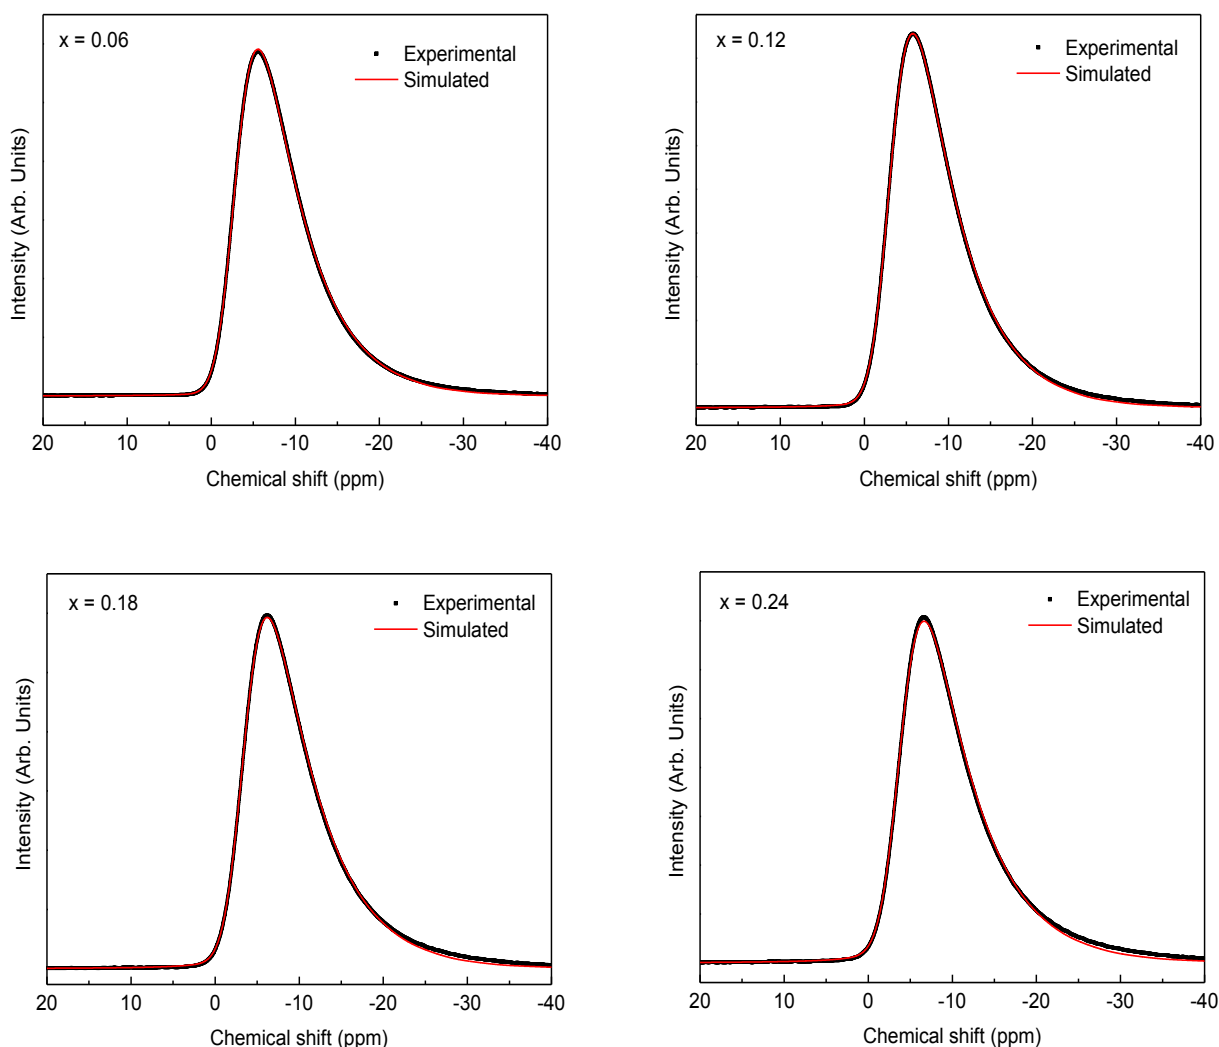 x = 0.06
Experimental
Simulated
Intensity (Arb. Units)
20 10 0 -10 -20 -30 -40
Chemical shift (ppm)
x = 0.12
Experimental
Simulated
Intensity (Arb. Units)
20 10 0 -10 -20 -30 -40
Chemical shift (ppm)
x = 0.18
Experimental
Simulated
Intensity (Arb. Units)
20 10 0 -10 -20 -30 -40
Chemical shift (ppm)
x = 0.24
Experimental
Simulated
Intensity (Arb. Units)
20 10 0 -10 -20 -30 -40
Chemical shift (ppm)